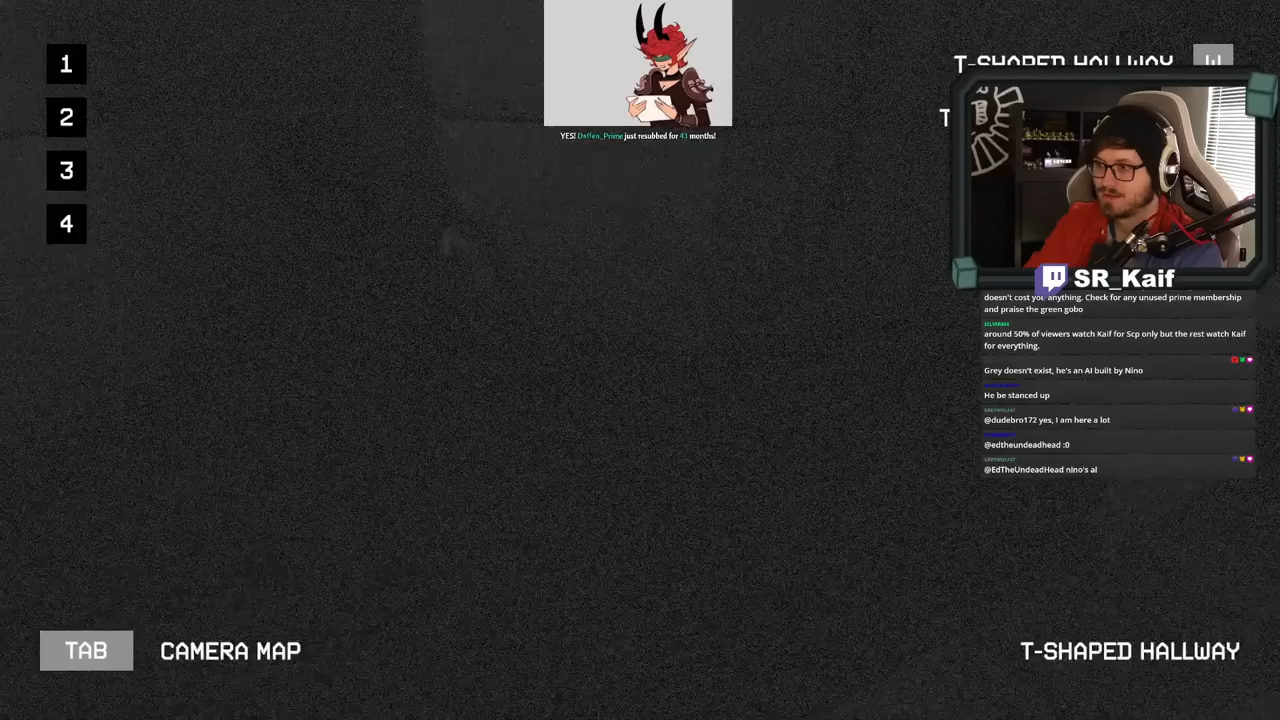 1
2
3
4
YES! Daffen_Prime just resubbed for 43 months!
T-SHAPED HALLWAY W
T
SR_Kaif
doesn't cost you anything. Check for any unused prime membership
and praise the green gobo
around 50% of viewers watch Kaif for Scp only but the rest watch Kaif
for everything.
Grey doesn't exist, he's an AI built by Nino
He be stanced up
GREYWOLF47
@dudebro172 yes, I am here a lot
@edtheundeadhead :0
GREYWOLF47
@EdTheUndeadHead nino's aI
TAB CAMERA MAP
T-SHAPED HALLWAY